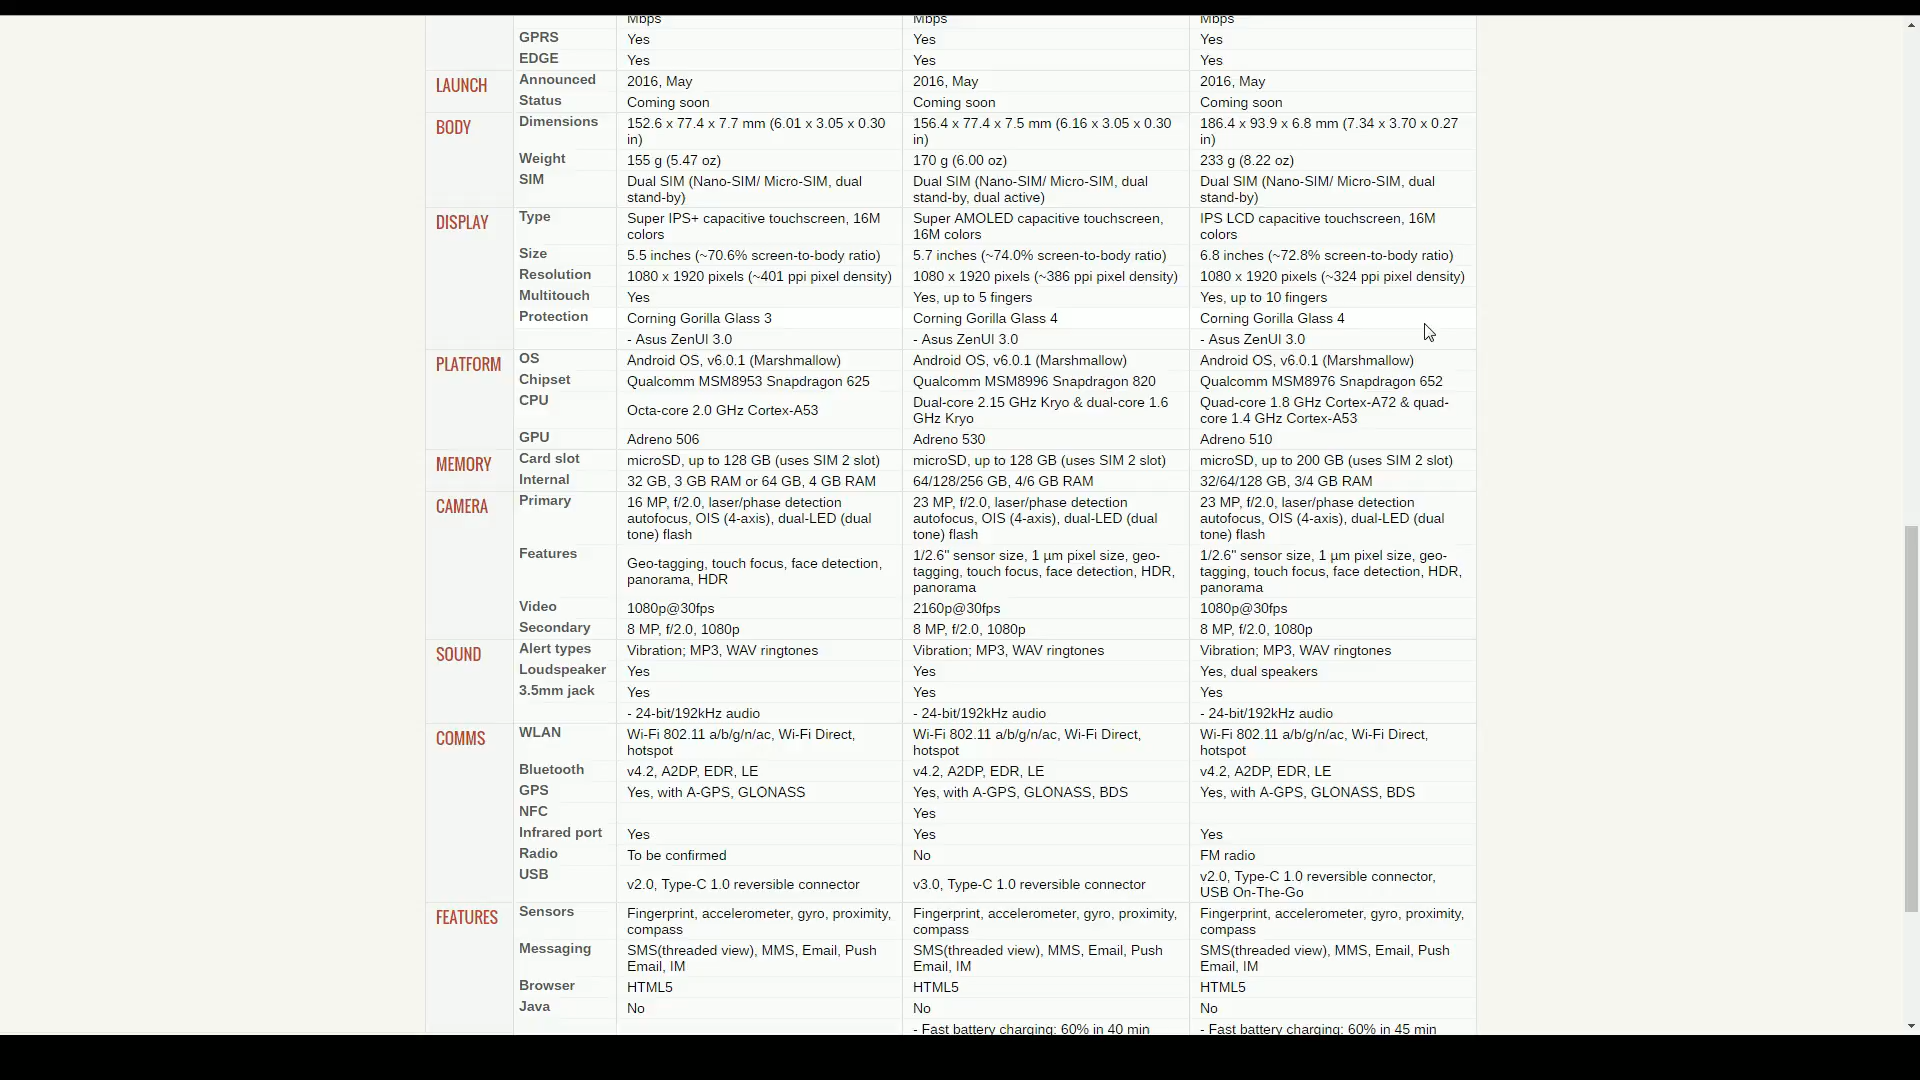 Mbps Mbps Mbps
GPRS Yes Yes Yes
EDGE Yes Yes Yes
LAUNCH Announced 2016, May 2016, May 2016, May
Status Coming soon Coming soon Coming soon
BODY Dimensions 152.6 x 77.4 x 7.7 mm (6.01 x 3.05 x 0.30 156.4 x 77.4 x 7.5 mm (6.16 x 3.05 x 0.30 186.4 x 93.9 x 6.8 mm (7.34 x 3.70 x 0.27
in) in) in)
Weight 155 g (5.47 oz) 170 g (6.00 oz) 233 g (8.22 oz)
SIM Dual SIM (Nano-SIM/ Micro-SIM, dual Dual SIM (Nano-SIM/ Micro-SIM, dual Dual SIM (Nano-SIM/ Micro-SIM, dual
stand-by) stand-by, dual active) stand-by)
DISPLAY Type Super IPS+ capacitive touchscreen, 16M Super AMOLED capacitive touchscreen, IPS LCD capacitive touchscreen, 16M
colors 16M colors colors
Size 5.5 inches (~70.6% screen-to-body ratio) 5.7 inches (~74.0% screen-to-body ratio) 6.8 inches (~72.8% screen-to-body ratio)
Resolution 1080 x 1920 pixels (~401 ppi pixel density) 1080 x 1920 pixels (~386 ppi pixel density) 1080 x 1920 pixels (~324 ppi pixel density)
Multitouch Yes Yes, up to 5 fingers Yes, up to 10 fingers
Protection Corning Gorilla Glass 3 Corning Gorilla Glass 4 Corning Gorilla Glass 4
- Asus ZenUI 3.0 - Asus ZenUI 3.0 - Asus ZenUI 3.0
PLATFORM OS Android OS, v6.0.1 (Marshmallow) Android OS, v6.0.1 (Marshmallow) Android OS, v6.0.1 (Marshmallow)
Chipset Qualcomm MSM8953 Snapdragon 625 Qualcomm MSM8996 Snapdragon 820 Qualcomm MSM8976 Snapdragon 652
CPU Octa-core 2.0 GHz Cortex-A53 Dual-core 2.15 GHz Kryo & dual-core 1.6 Quad-core 1.8 GHz Cortex-A72 & quad-
GHz Kryo core 1.4 GHz Cortex-A53
GPU Adreno 506 Adreno 530 Adreno 510
MEMORY Card slot microSD, up to 128 GB (uses SIM 2 slot) microSD, up to 128 GB (uses SIM 2 slot) microSD, up to 200 GB (uses SIM 2 slot)
Internal 32 GB, 3 GB RAM or 64 GB, 4 GB RAM 64/128/256 GB, 4/6 GB RAM 32/64/128 GB, 3/4 GB RAM
CAMERA Primary 16 MP, f/2.0, laser/phase detection 23 MP, f/2.0, laser/phase detection 23 MP, f/2.0, laser/phase detection
autofocus, OIS (4-axis), dual-LED (dual autofocus, OIS (4-axis), dual-LED (dual autofocus, OIS (4-axis), dual-LED (dual
tone) flash tone) flash tone) flash
Features Geo-tagging, touch focus, face detection, 1/2.6" sensor size, 1 µm pixel size, geo- 1/2.6" sensor size, 1 µm pixel size, geo-
panorama, HDR tagging, touch focus, face detection, HDR, tagging, touch focus, face detection, HDR,
panorama panorama
Video 1080p@30fps 2160p@30fps 1080p@30fps
Secondary 8 MP, f/2.0, 1080p 8 MP, f/2.0, 1080p 8 MP, f/2.0, 1080p
SOUND Alert types Vibration; MP3, WAV ringtones Vibration; MP3, WAV ringtones Vibration; MP3, WAV ringtones
Loudspeaker Yes Yes Yes, dual speakers
3.5mm jack Yes Yes Yes
- 24-bit/192kHz audio - 24-bit/192kHz audio - 24-bit/192kHz audio
COMMS WLAN Wi-Fi 802.11 a/b/g/n/ac, Wi-Fi Direct, Wi-Fi 802.11 a/b/g/n/ac, Wi-Fi Direct, Wi-Fi 802.11 a/b/g/n/ac, Wi-Fi Direct,
hotspot hotspot hotspot
Bluetooth v4.2, A2DP, EDR, LE v4.2, A2DP, EDR, LE v4.2, A2DP, EDR, LE
GPS Yes, with A-GPS, GLONASS Yes, with A-GPS, GLONASS, BDS Yes, with A-GPS, GLONASS, BDS
NFC Yes
Infrared port Yes Yes Yes
Radio To be confirmed No FM radio
USB v2.0, Type-C 1.0 reversible connector v3.0, Type-C 1.0 reversible connector v2.0, Type-C 1.0 reversible connector,
USB On-The-Go
FEATURES Sensors Fingerprint, accelerometer, gyro, proximity, Fingerprint, accelerometer, gyro, proximity, Fingerprint, accelerometer, gyro, proximity,
compass compass compass
Messaging SMS(threaded view), MMS, Email, Push SMS(threaded view), MMS, Email, Push SMS(threaded view), MMS, Email, Push
Email, IM Email, IM Email, IM
Browser HTML5 HTML5 HTML5
Java No No No
- Fast battery charging: 60% in 40 min - Fast battery charging: 60% in 45 min